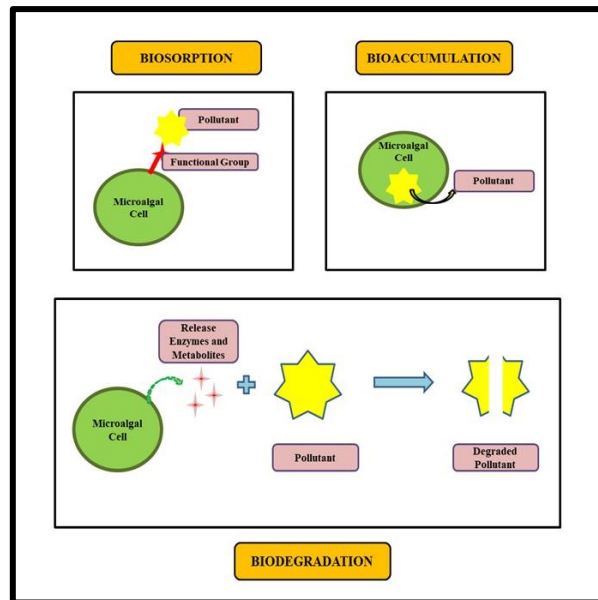 BIOSORPTION
BIOACCUMULATION
Pollutant
Functional Group
Microalgal
Cell
Microalgal
Cell
Pollutant
Release
Enzymes and
Metabolites
Microalgal
Cell
Pollutant
Degraded
Pollutant
BIODEGRADATION